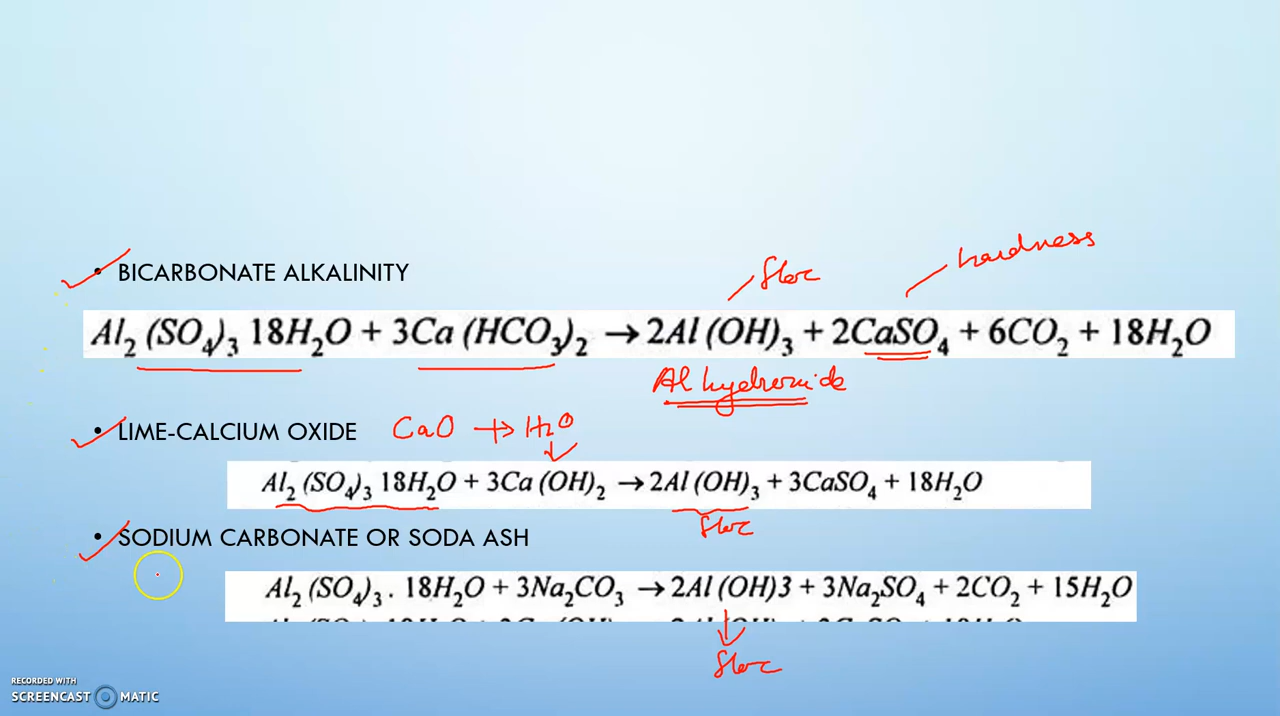 hardness
floc
• BICARBONATE ALKALINITY
Al₂(SO₄)₃ 18H₂O + 3Ca(HCO₃)₂ → 2Al(OH)₃ + 2CaSO₄ + 6CO₂ + 18H₂O
Al hydroxide
• LIME-CALCIUM OXIDE CaO → H₂O
Al₂(SO₄)₃ 18H₂O + 3Ca(OH)₂ → 2Al(OH)₃ + 3CaSO₄ + 18H₂O
floc
• SODIUM CARBONATE OR SODA ASH
Al₂(SO₄)₃ . 18H₂O + 3Na₂CO₃ → 2Al(OH)3 + 3Na₂SO₄ + 2CO₂ + 15H₂O
floc
RECORDED WITH
SCREENCAST MATIC